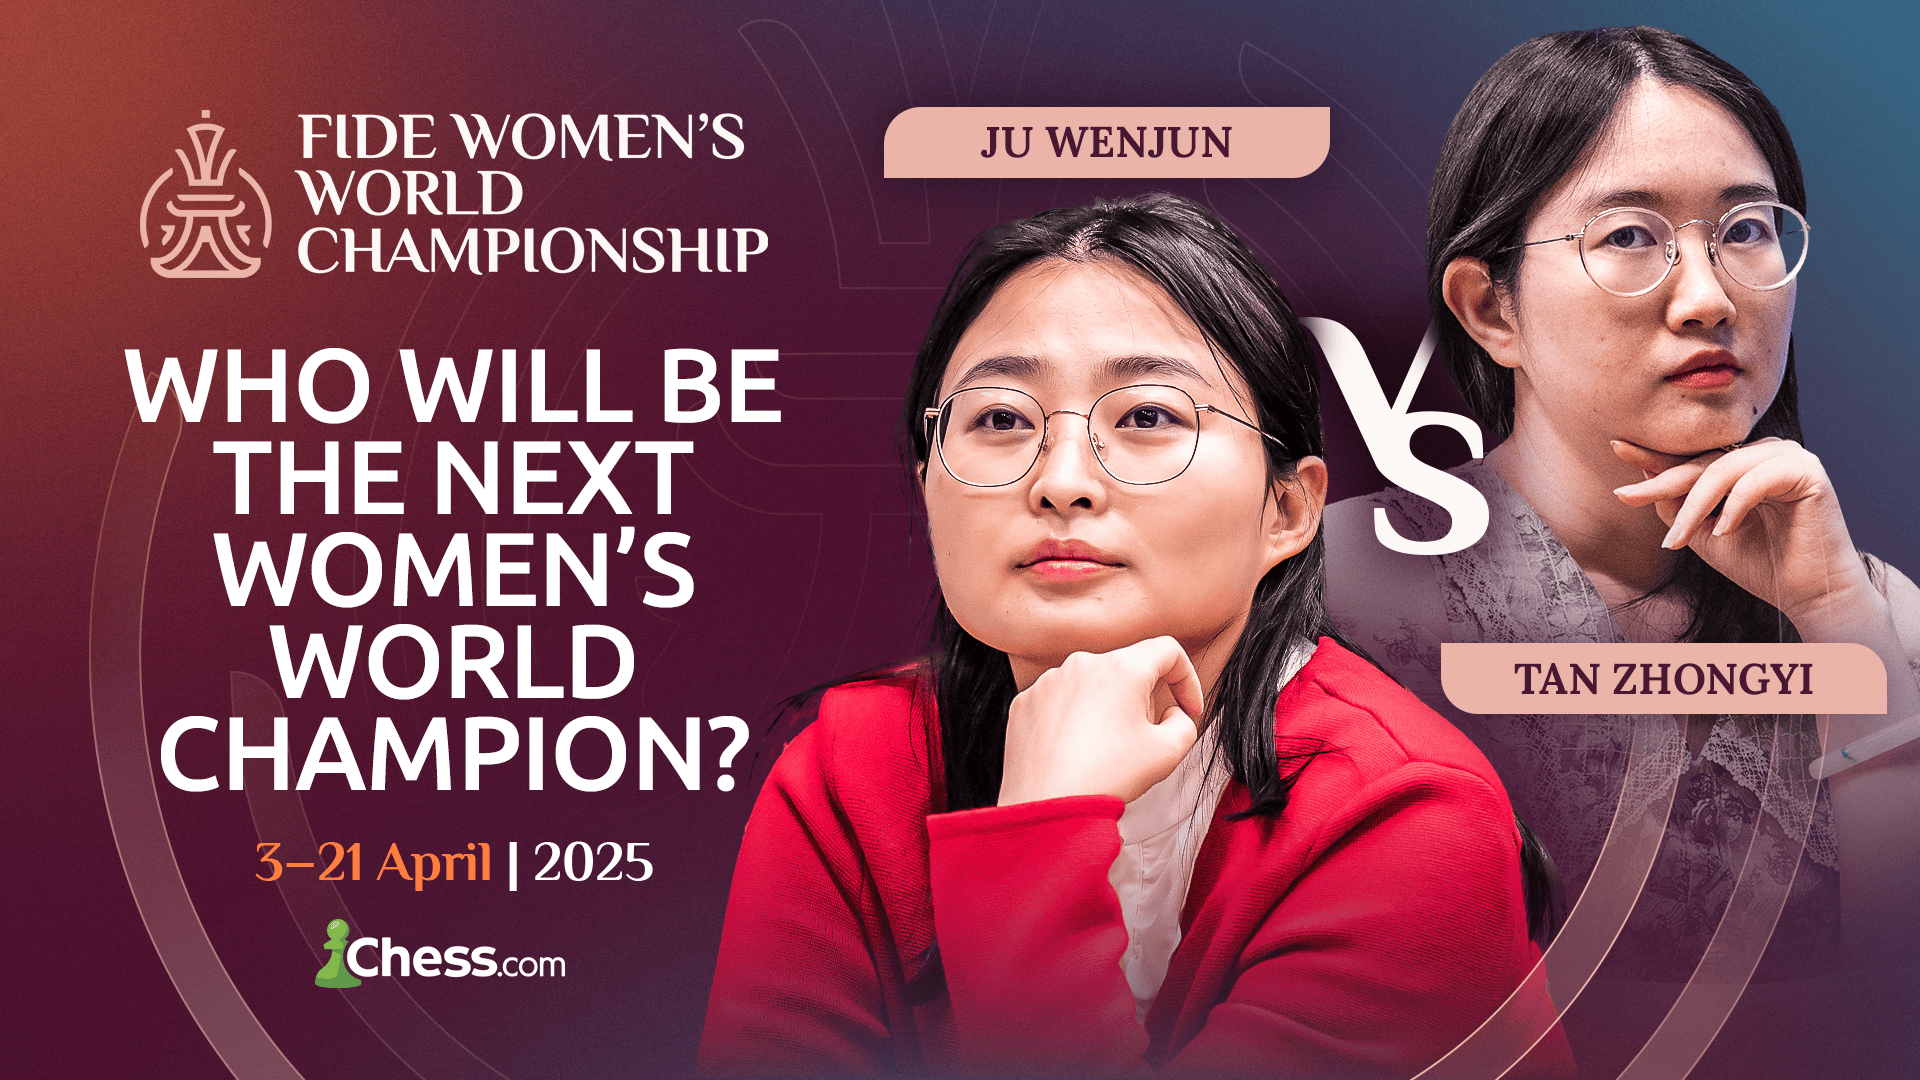 FIDE WOMEN’S
WORLD
CHAMPIONSHIP
WHO WILL BE
THE NEXT
WOMEN’S
WORLD
CHAMPION?
3–21 April | 2025
Chess.com
JU WENJUN
VS
TAN ZHONGYI